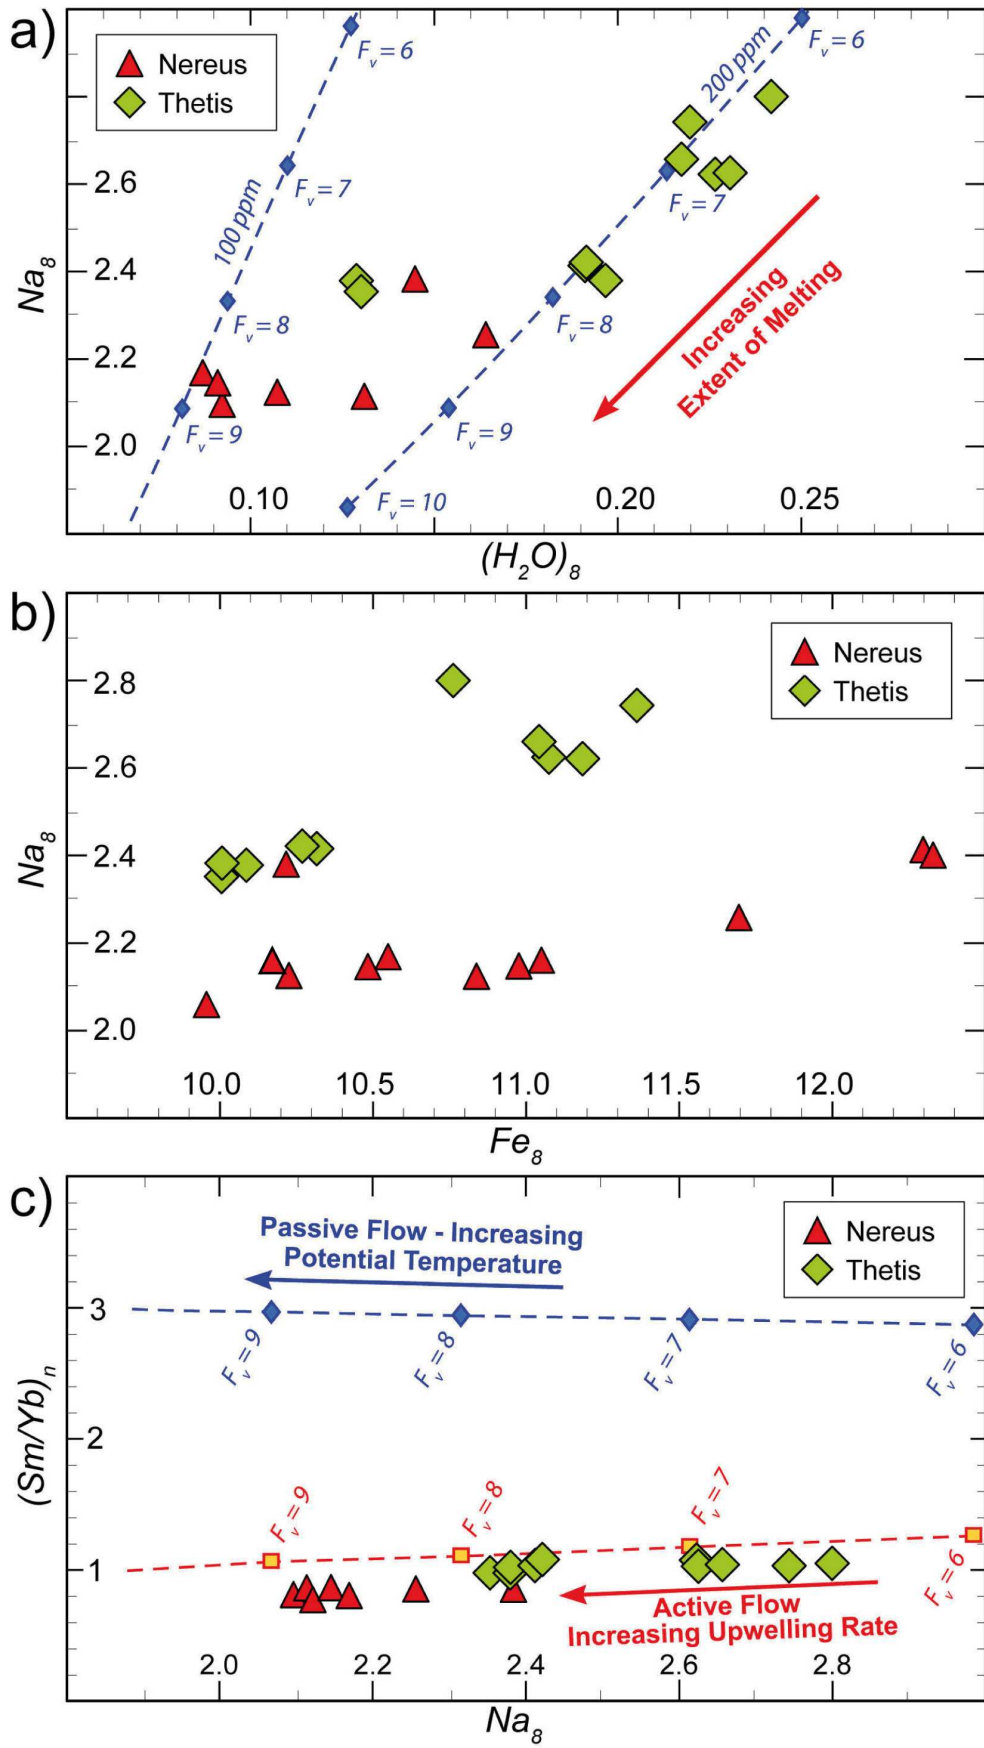 a)
Nereus
Thetis
F_v = 6
200 ppm
F_v = 6
2.6
F_v = 7
100 ppm
F_v = 7
Na_8
2.4
F_v = 8
F_v = 8
Increasing
Extent of Melting
2.2
2.0
F_v = 9
F_v = 9
F_v = 10
0.10
0.20
0.25
(H_2O)_8
b)
Nereus
Thetis
2.8
2.6
Na_8
2.4
2.2
2.0
10.0
10.5
11.0
11.5
12.0
Fe_8
c)
Passive Flow - Increasing
Potential Temperature
Nereus
Thetis
3
F_v = 9
F_v = 8
F_v = 7
F_v = 6
(Sm/Yb)_n
2
F_v = 9
F_v = 8
F_v = 7
F_v = 6
1
Active Flow
Increasing Upwelling Rate
2.0
2.2
2.4
2.6
2.8
Na_8